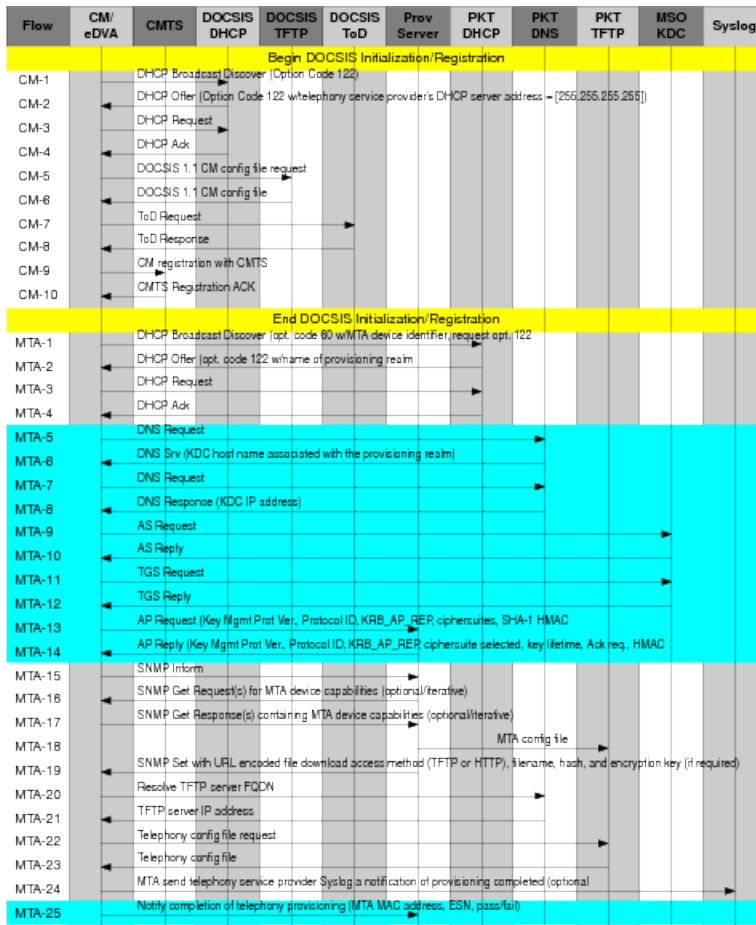 Flow CM/ eDVA CMTS DOCSIS DHCP DOCSIS TFTP DOCSIS ToD Prov Server PKT DHCP PKT DNS PKT TFTP MSO KDC Syslog
Begin DOCSIS Initialization/Registration
CM-1 DHCP Broadcast Discover (Option Code 122)
CM-2 DHCP Offer (Option Code 122 w/telephony service provider's DHCP server address = [255.255.255.255])
CM-3 DHCP Request
CM-4 DHCP Ack
CM-5 DOCSIS 1.1 CM config file request
CM-6 DOCSIS 1.1 CM config file
CM-7 ToD Request
CM-8 ToD Response
CM-9 CM registration with CMTS
CM-10 CMTS Registration ACK
End DOCSIS Initialization/Registration
MTA-1 DHCP Broadcast Discover (opt. code 60 w/MTA device identifier, request opt. 122
MTA-2 DHCP Offer (opt. code 122 w/name of provisioning realm
MTA-3 DHCP Request
MTA-4 DHCP Ack
MTA-5 DNS Request
MTA-6 DNS Srv (KDC host name associated with the provisioning realm)
MTA-7 DNS Request
MTA-8 DNS Response (KDC IP address)
MTA-9 AS Request
MTA-10 AS Reply
MTA-11 TGS Request
MTA-12 TGS Reply
MTA-13 AP Request (Key Mgmt Prot Ver., Protocol ID, KRB_AP_REP, ciphersuites, SHA-1 HMAC
MTA-14 AP Reply (Key Mgmt Prot Ver., Protocol ID, KRB_AP_REP, ciphersuite selected, key lifetime, Ack req., HMAC
MTA-15 SNMP Inform
MTA-16 SNMP Get Request(s) for MTA device capabilities (optional/iterative)
MTA-17 SNMP Get Response(s) containing MTA device capabilities (optional/iterative)
MTA-18 MTA config file
MTA-19 SNMP Set with URL encoded file download access method (TFTP or HTTP), filename, hash, and encryption key (if required)
MTA-20 Resolve TFTP server FQDN
MTA-21 TFTP server IP address
MTA-22 Telephony config file request
MTA-23 Telephony config file
MTA-24 MTA send telephony service provider Syslog a notification of provisioning completed (optional
MTA-25 Notify completion of telephony provisioning (MTA MAC address, ESN, pass/fail)